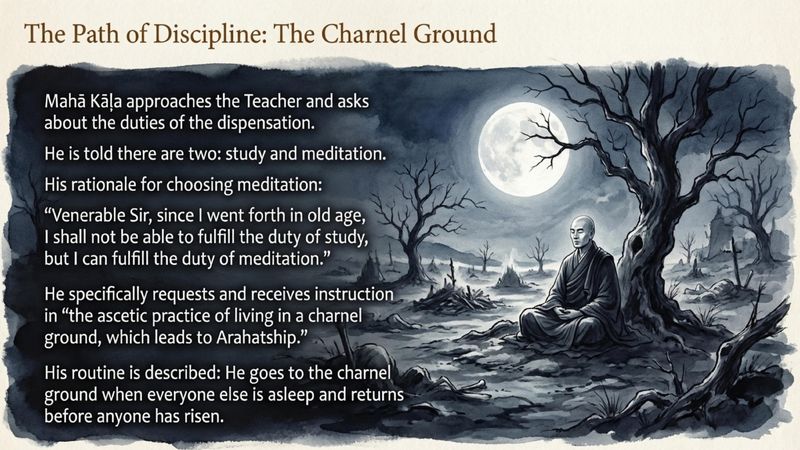 The Path of Discipline: The Charnel Ground
Mahā Kāḷa approaches the Teacher and asks
about the duties of the dispensation.
He is told there are two: study and meditation.
His rationale for choosing meditation:
“Venerable Sir, since I went forth in old age,
I shall not be able to fulfill the duty of study,
but I can fulfill the duty of meditation.”
He specifically requests and receives instruction
in “the ascetic practice of living in a charnel
ground, which leads to Arahatship.”
His routine is described: He goes to the charnel
ground when everyone else is asleep and returns
before anyone has risen.